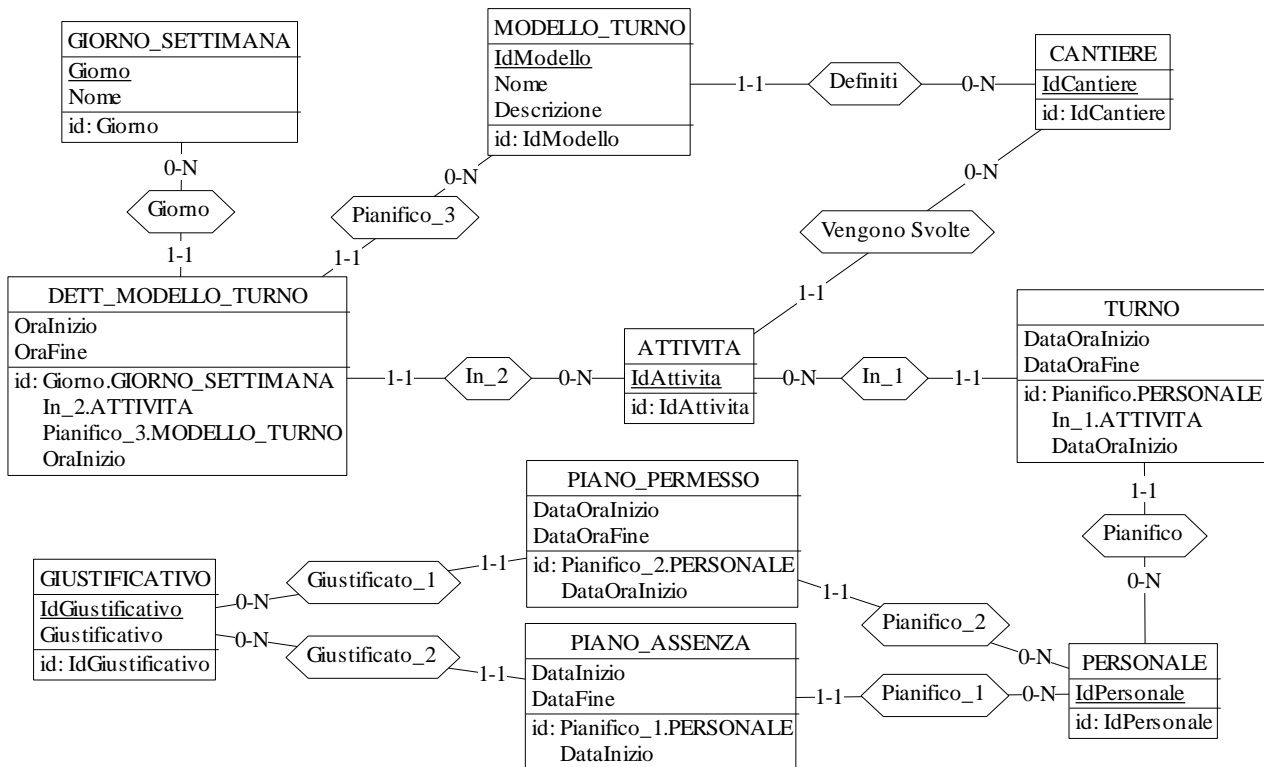 GIORNO_SETTIMANA
Giorno
Nome
id: Giorno
MODELLO_TURNO
IdModello
Nome
Descrizione
id: IdModello
1-1
Definiti
0-N
CANTIERE
IdCantiere
id: IdCantiere
0-N
Giorno
1-1
0-N
Pianifico_3
1-1
0-N
Vengono Svolte
1-1
DETT_MODELLO_TURNO
OraInizio
OraFine
id: Giorno.GIORNO_SETTIMANA
In_2.ATTIVITA
Pianifico_3.MODELLO_TURNO
OraInizio
1-1
In_2
0-N
ATTIVITA
IdAttivita
id: IdAttivita
0-N
In_1
1-1
TURNO
DataOraInizio
DataOraFine
id: Pianifico.PERSONALE
In_1.ATTIVITA
DataOraInizio
1-1
Pianifico
0-N
PIANO_PERMESSO
DataOraInizio
DataOraFine
id: Pianifico_2.PERSONALE
DataOraInizio
1-1
Pianifico_2
0-N
GIUSTIFICATIVO
IdGiustificativo
Giustificativo
id: IdGiustificativo
0-N
Giustificato_1
1-1
0-N
Giustificato_2
1-1
PIANO_ASSENZA
DataInizio
DataFine
id: Pianifico_1.PERSONALE
DataInizio
1-1
Pianifico_1
0-N
PERSONALE
IdPersonale
id: IdPersonale